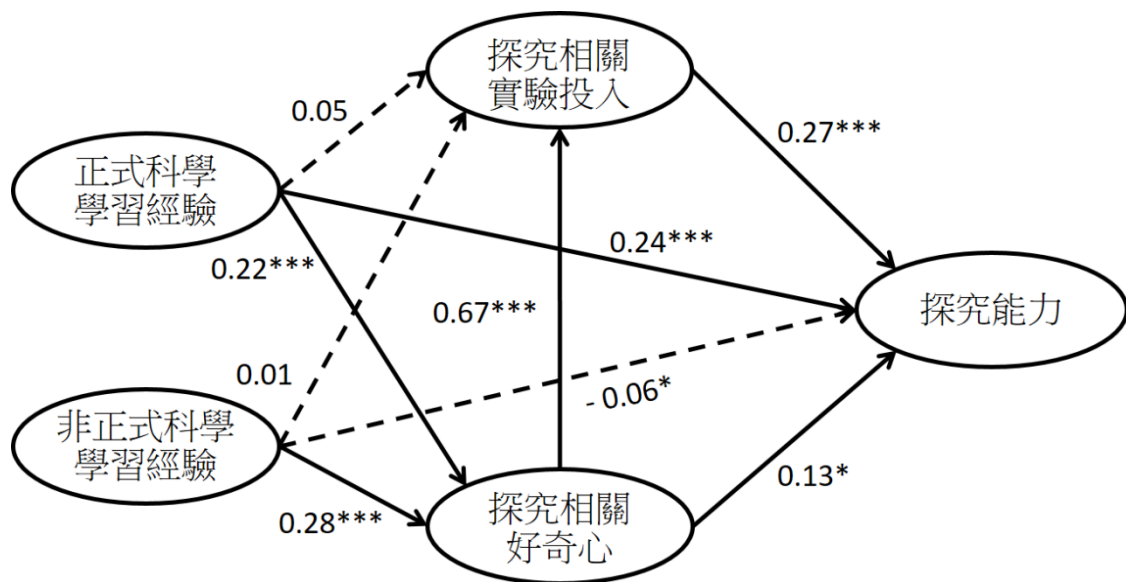 探究相關
實驗投入
0.05
0.27***
正式科學
學習經驗
0.24***
0.22***
0.67***
探究能力
0.01
- 0.06*
非正式科學
學習經驗
0.13*
0.28***
探究相關
好奇心